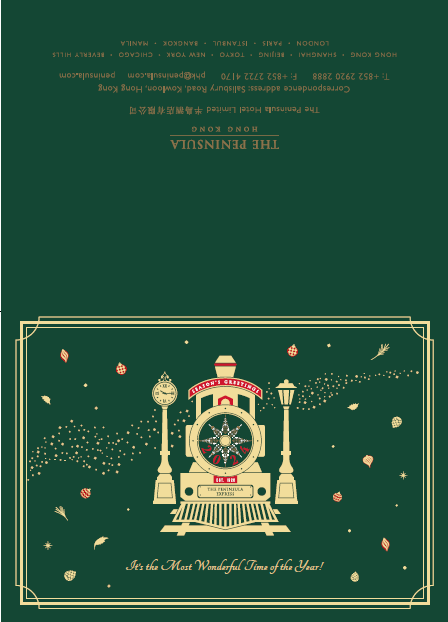 THE PENINSULA
HONG KONG
The Peninsula Hotel Limited 半島酒店有限公司
Correspondence address: Salisbury Road, Kowloon, Hong Kong
T: +852 2920 2888 F: +852 2722 4170 phk@peninsula.com peninsula.com
HONG KONG • SHANGHAI • BEIJING • TOKYO • NEW YORK • CHICAGO • BEVERLY HILLS
LONDON • PARIS • ISTANBUL • BANGKOK • MANILA
SEASON'S GREETINGS
2024
EST.
THE PENINSULA
EXPRESS
It's the Most Wonderful Time of the Year!